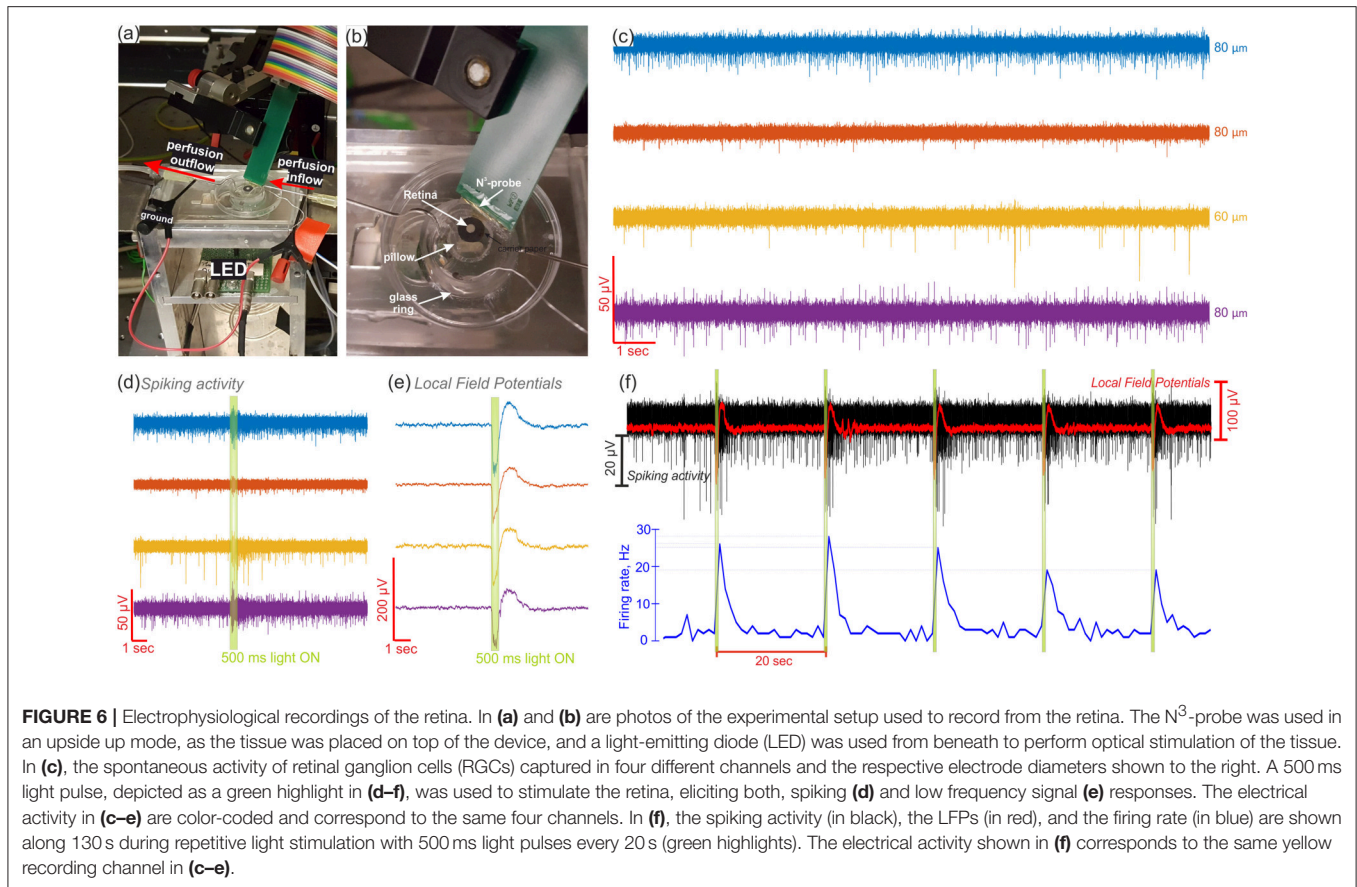 (a)
perfusion
outflow
perfusion
inflow
ground
LED
(b)
N³-probe
Retina
pillow
glass
ring
(c)
80 µm
80 µm
60 µm
80 µm
50 µV
1 sec
(d) Spiking activity
50 µV
1 sec
500 ms light ON
(e) Local Field Potentials
200 µV
1 sec
500 ms light ON
(f)
Local Field Potentials
100 µV
20 µV
Spiking activity
Firing rate, Hz
30
20
10
0
20 sec
FIGURE 6 | Electrophysiological recordings of the retina. In (a) and (b) are photos of the experimental setup used to record from the retina. The N³-probe was used in
an upside up mode, as the tissue was placed on top of the device, and a light-emitting diode (LED) was used from beneath to perform optical stimulation of the tissue.
In (c), the spontaneous activity of retinal ganglion cells (RGCs) captured in four different channels and the respective electrode diameters shown to the right. A 500 ms
light pulse, depicted as a green highlight in (d–f), was used to stimulate the retina, eliciting both, spiking (d) and low frequency signal (e) responses. The electrical
activity in (c–e) are color-coded and correspond to the same four channels. In (f), the spiking activity (in black), the LFPs (in red), and the firing rate (in blue) are shown
along 130 s during repetitive light stimulation with 500 ms light pulses every 20 s (green highlights). The electrical activity shown in (f) corresponds to the same yellow
recording channel in (c–e).